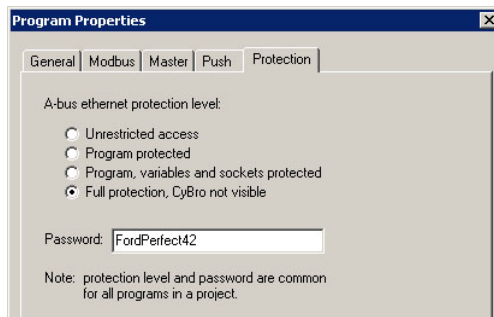 Program Properties
General Modbus Master Push Protection
A-bus ethernet protection level:
Unrestricted access
Program protected
Program, variables and sockets protected
Full protection, CyBro not visible
Password: FordPerfect42
Note: protection level and password are common
for all programs in a project.